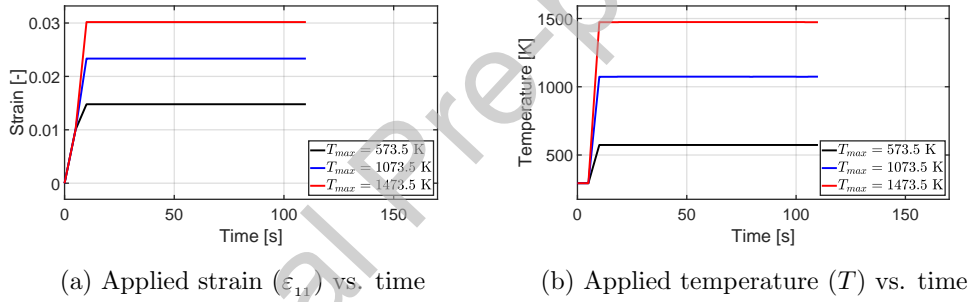 0.03
0.02
0.01
0
Strain [-]
0
50
100
150
Time [s]
T_max = 573.5 K
T_max = 1073.5 K
T_max = 1473.5 K
(a) Applied strain (ε₁₁) vs. time
1500
1000
500
Temperature [K]
0
50
100
150
Time [s]
T_max = 573.5 K
T_max = 1073.5 K
T_max = 1473.5 K
(b) Applied temperature (T) vs. time
al Pre-p